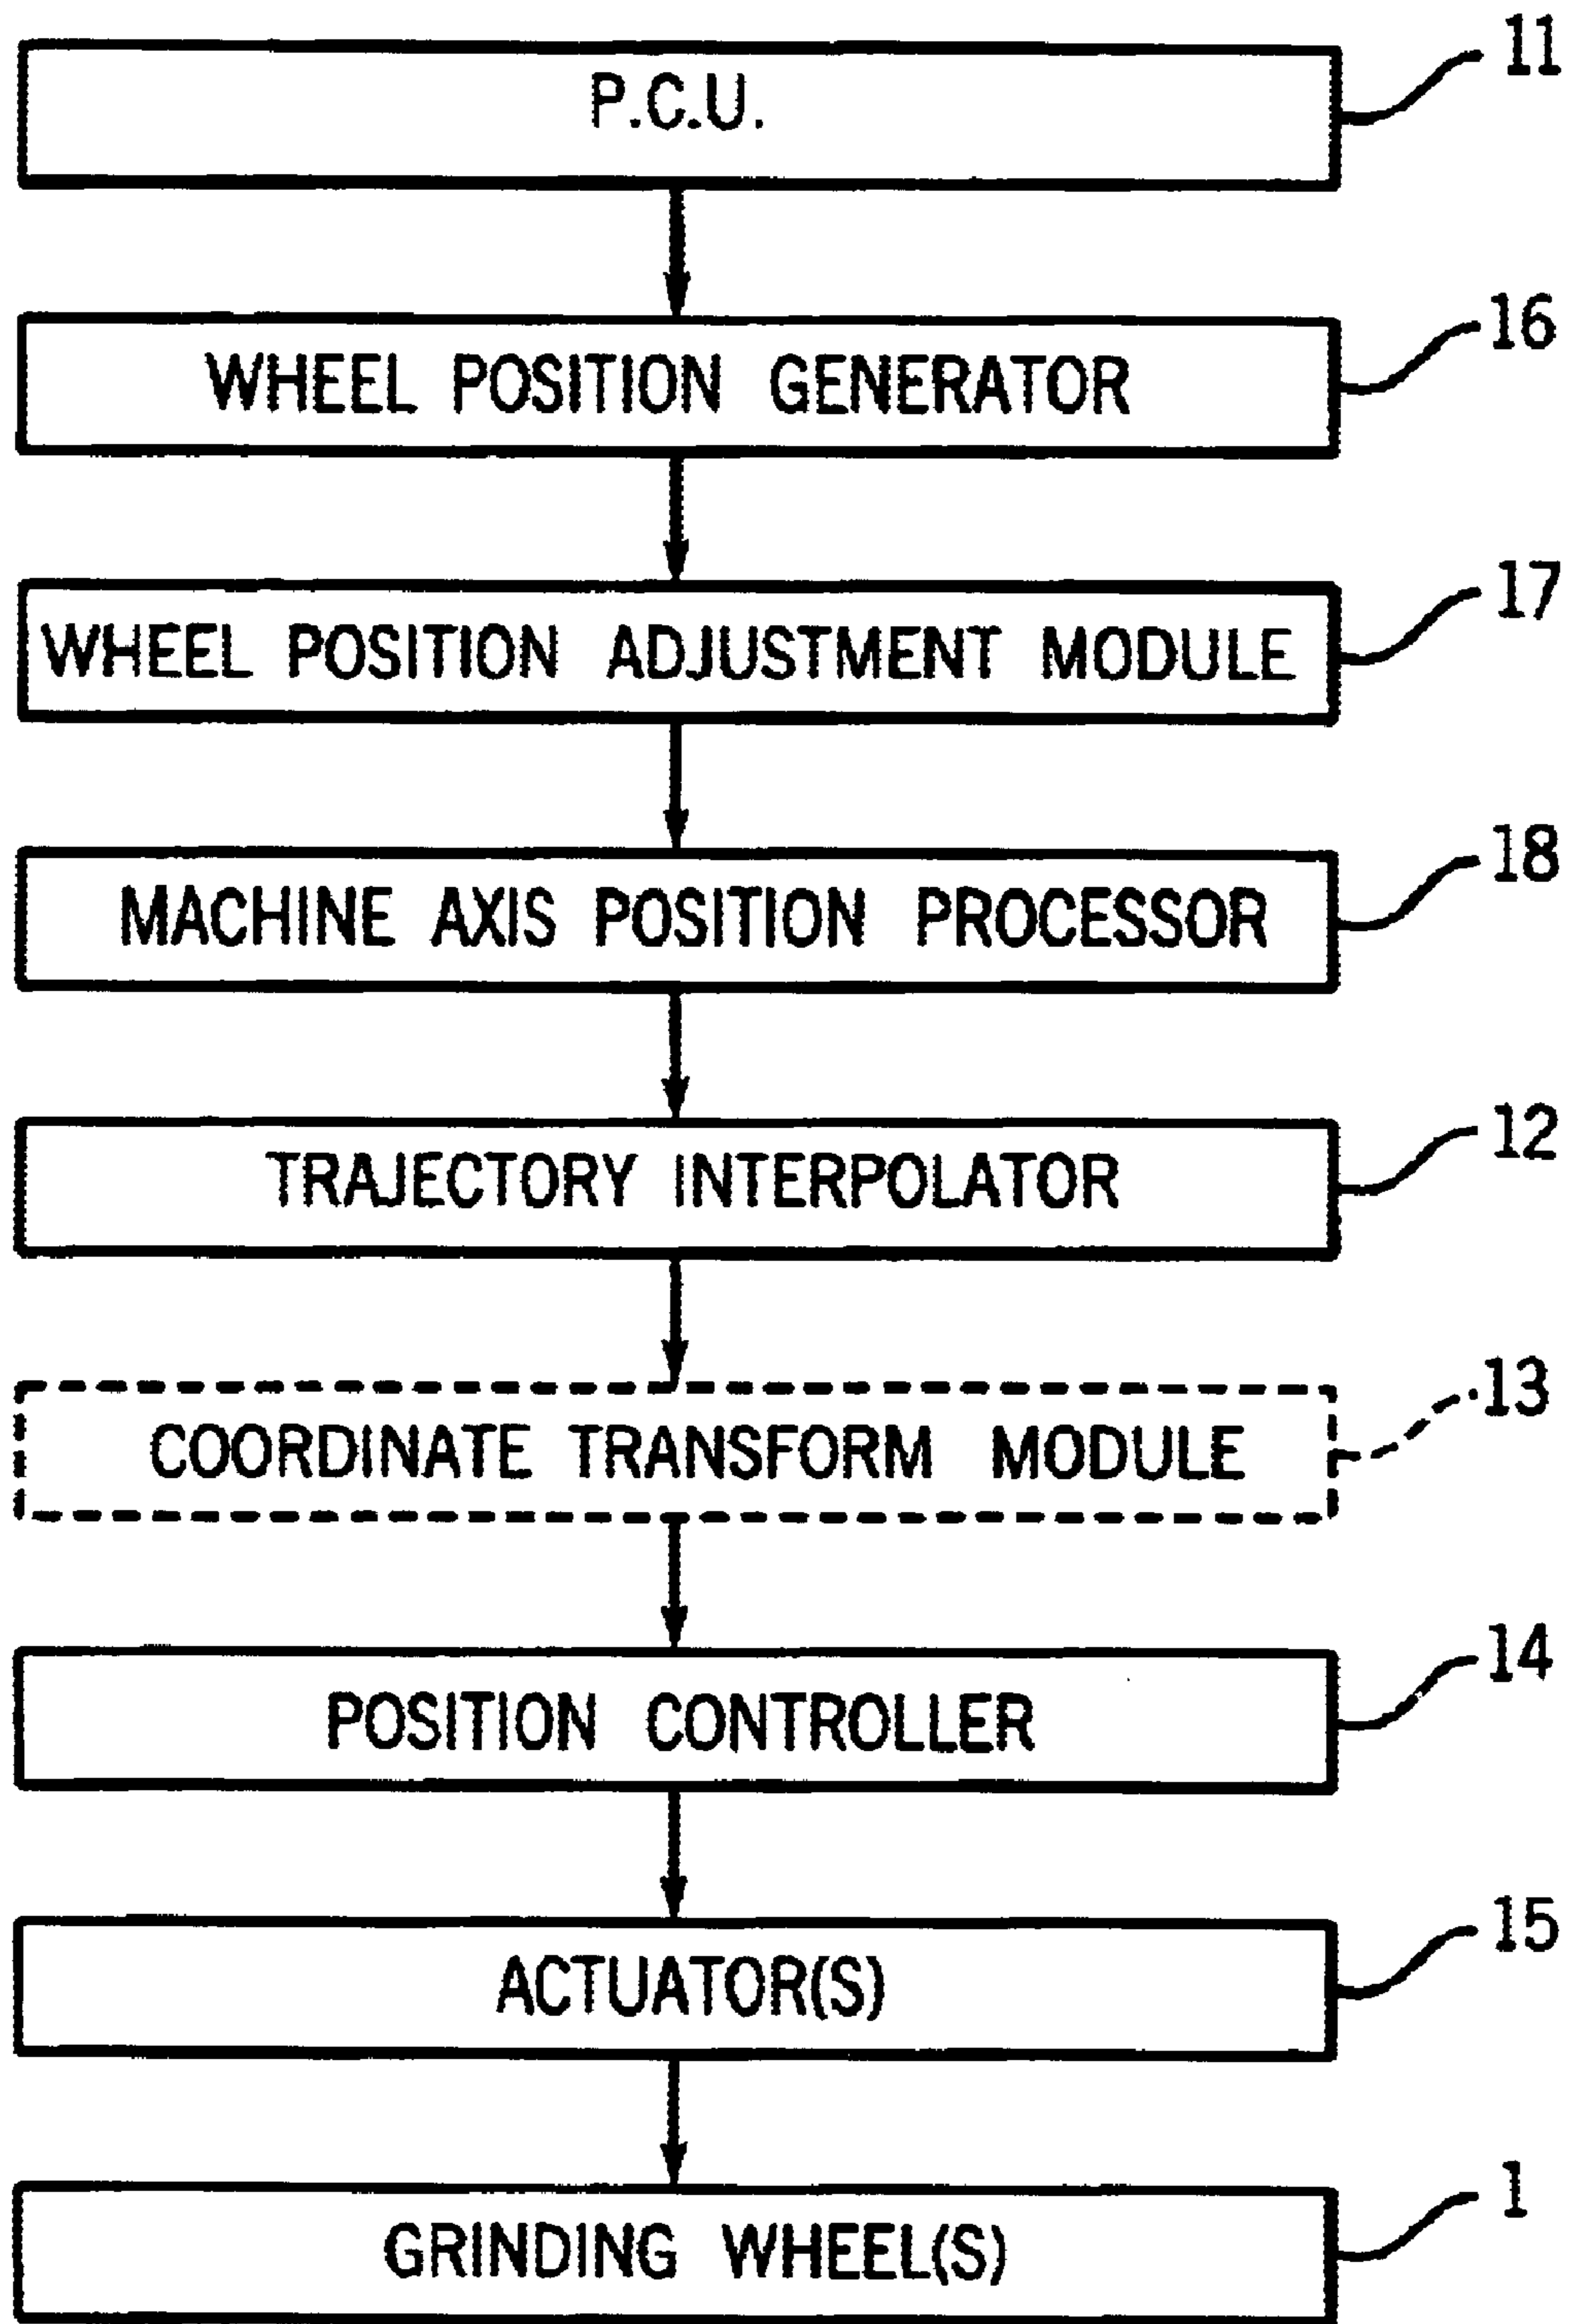 11
P.C.U.
16
WHEEL POSITION GENERATOR
17
WHEEL POSITION ADJUSTMENT MODULE
18
MACHINE AXIS POSITION PROCESSOR
12
TRAJECTORY INTERPOLATOR
13
COORDINATE TRANSFORM MODULE
14
POSITION CONTROLLER
15
ACTUATOR(S)
1
GRINDING WHEEL(S)